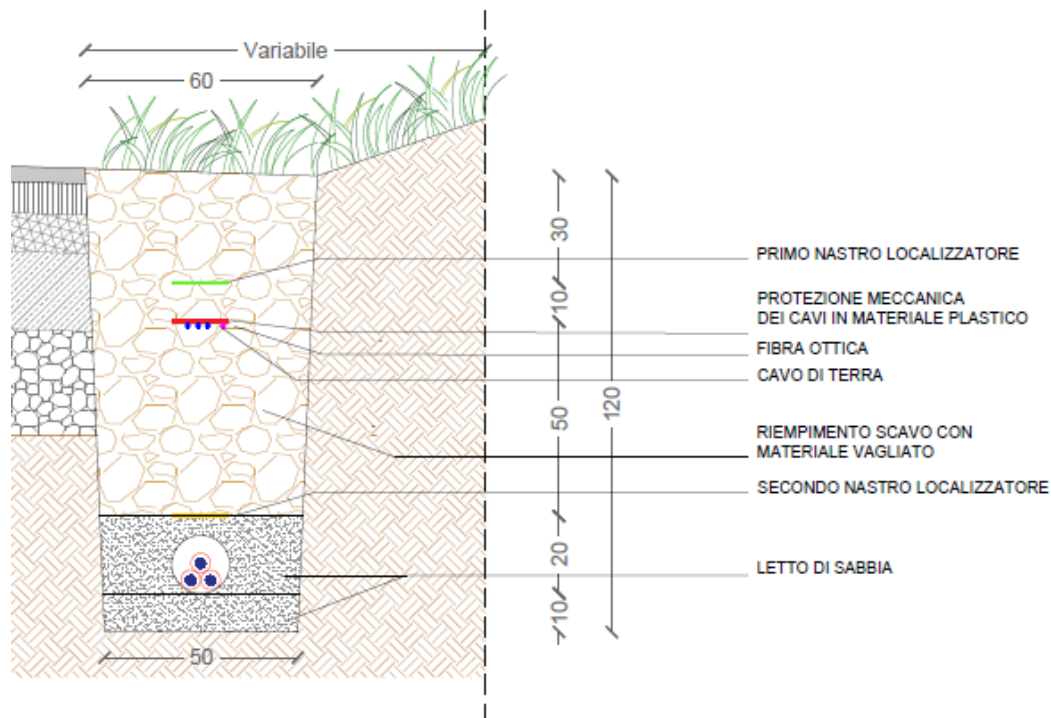 Variabile
60
30
PRIMO NASTRO LOCALIZZATORE
10
PROTEZIONE MECCANICA
DEI CAVI IN MATERIALE PLASTICO
FIBRA OTTICA
CAVO DI TERRA
50
120
RIEMPIMENTO SCAVO CON
MATERIALE VAGLIATO
SECONDO NASTRO LOCALIZZATORE
20
LETTO DI SABBIA
10
50